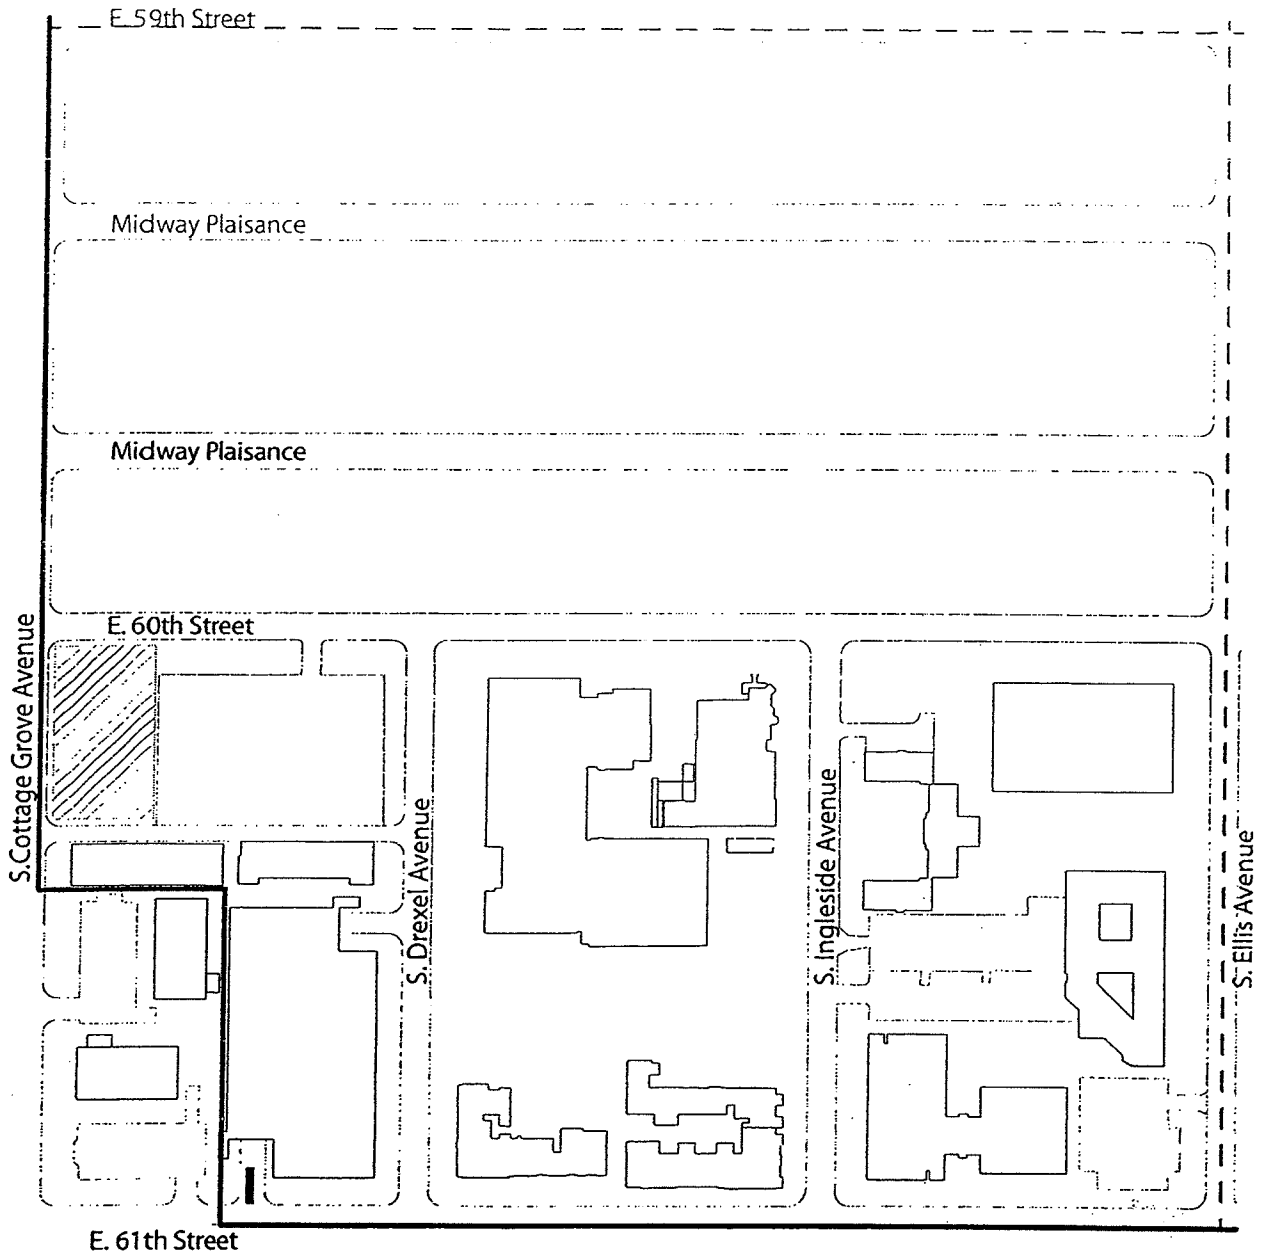 E. 59th Street
Midway Plaisance
Midway Plaisance
E. 60th Street
S.Cottage Grove Avenue
S. Drexel Avenue
S. Ingleside Avenue
S. Ellis Avenue
E. 61th Street